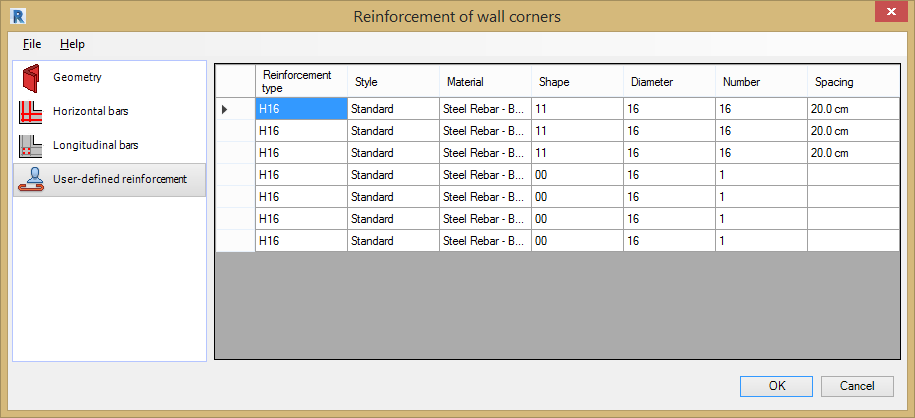 Reinforcement of wall corners
File Help
Geometry
Horizontal bars
Longitudinal bars
User-defined reinforcement
Reinforcement type Style Material Shape Diameter Number Spacing
H16 Standard Steel Rebar - B... 11 16 16 20.0 cm
H16 Standard Steel Rebar - B... 11 16 16 20.0 cm
H16 Standard Steel Rebar - B... 11 16 16 20.0 cm
H16 Standard Steel Rebar - B... 00 16 1
H16 Standard Steel Rebar - B... 00 16 1
H16 Standard Steel Rebar - B... 00 16 1
H16 Standard Steel Rebar - B... 00 16 1
OK Cancel